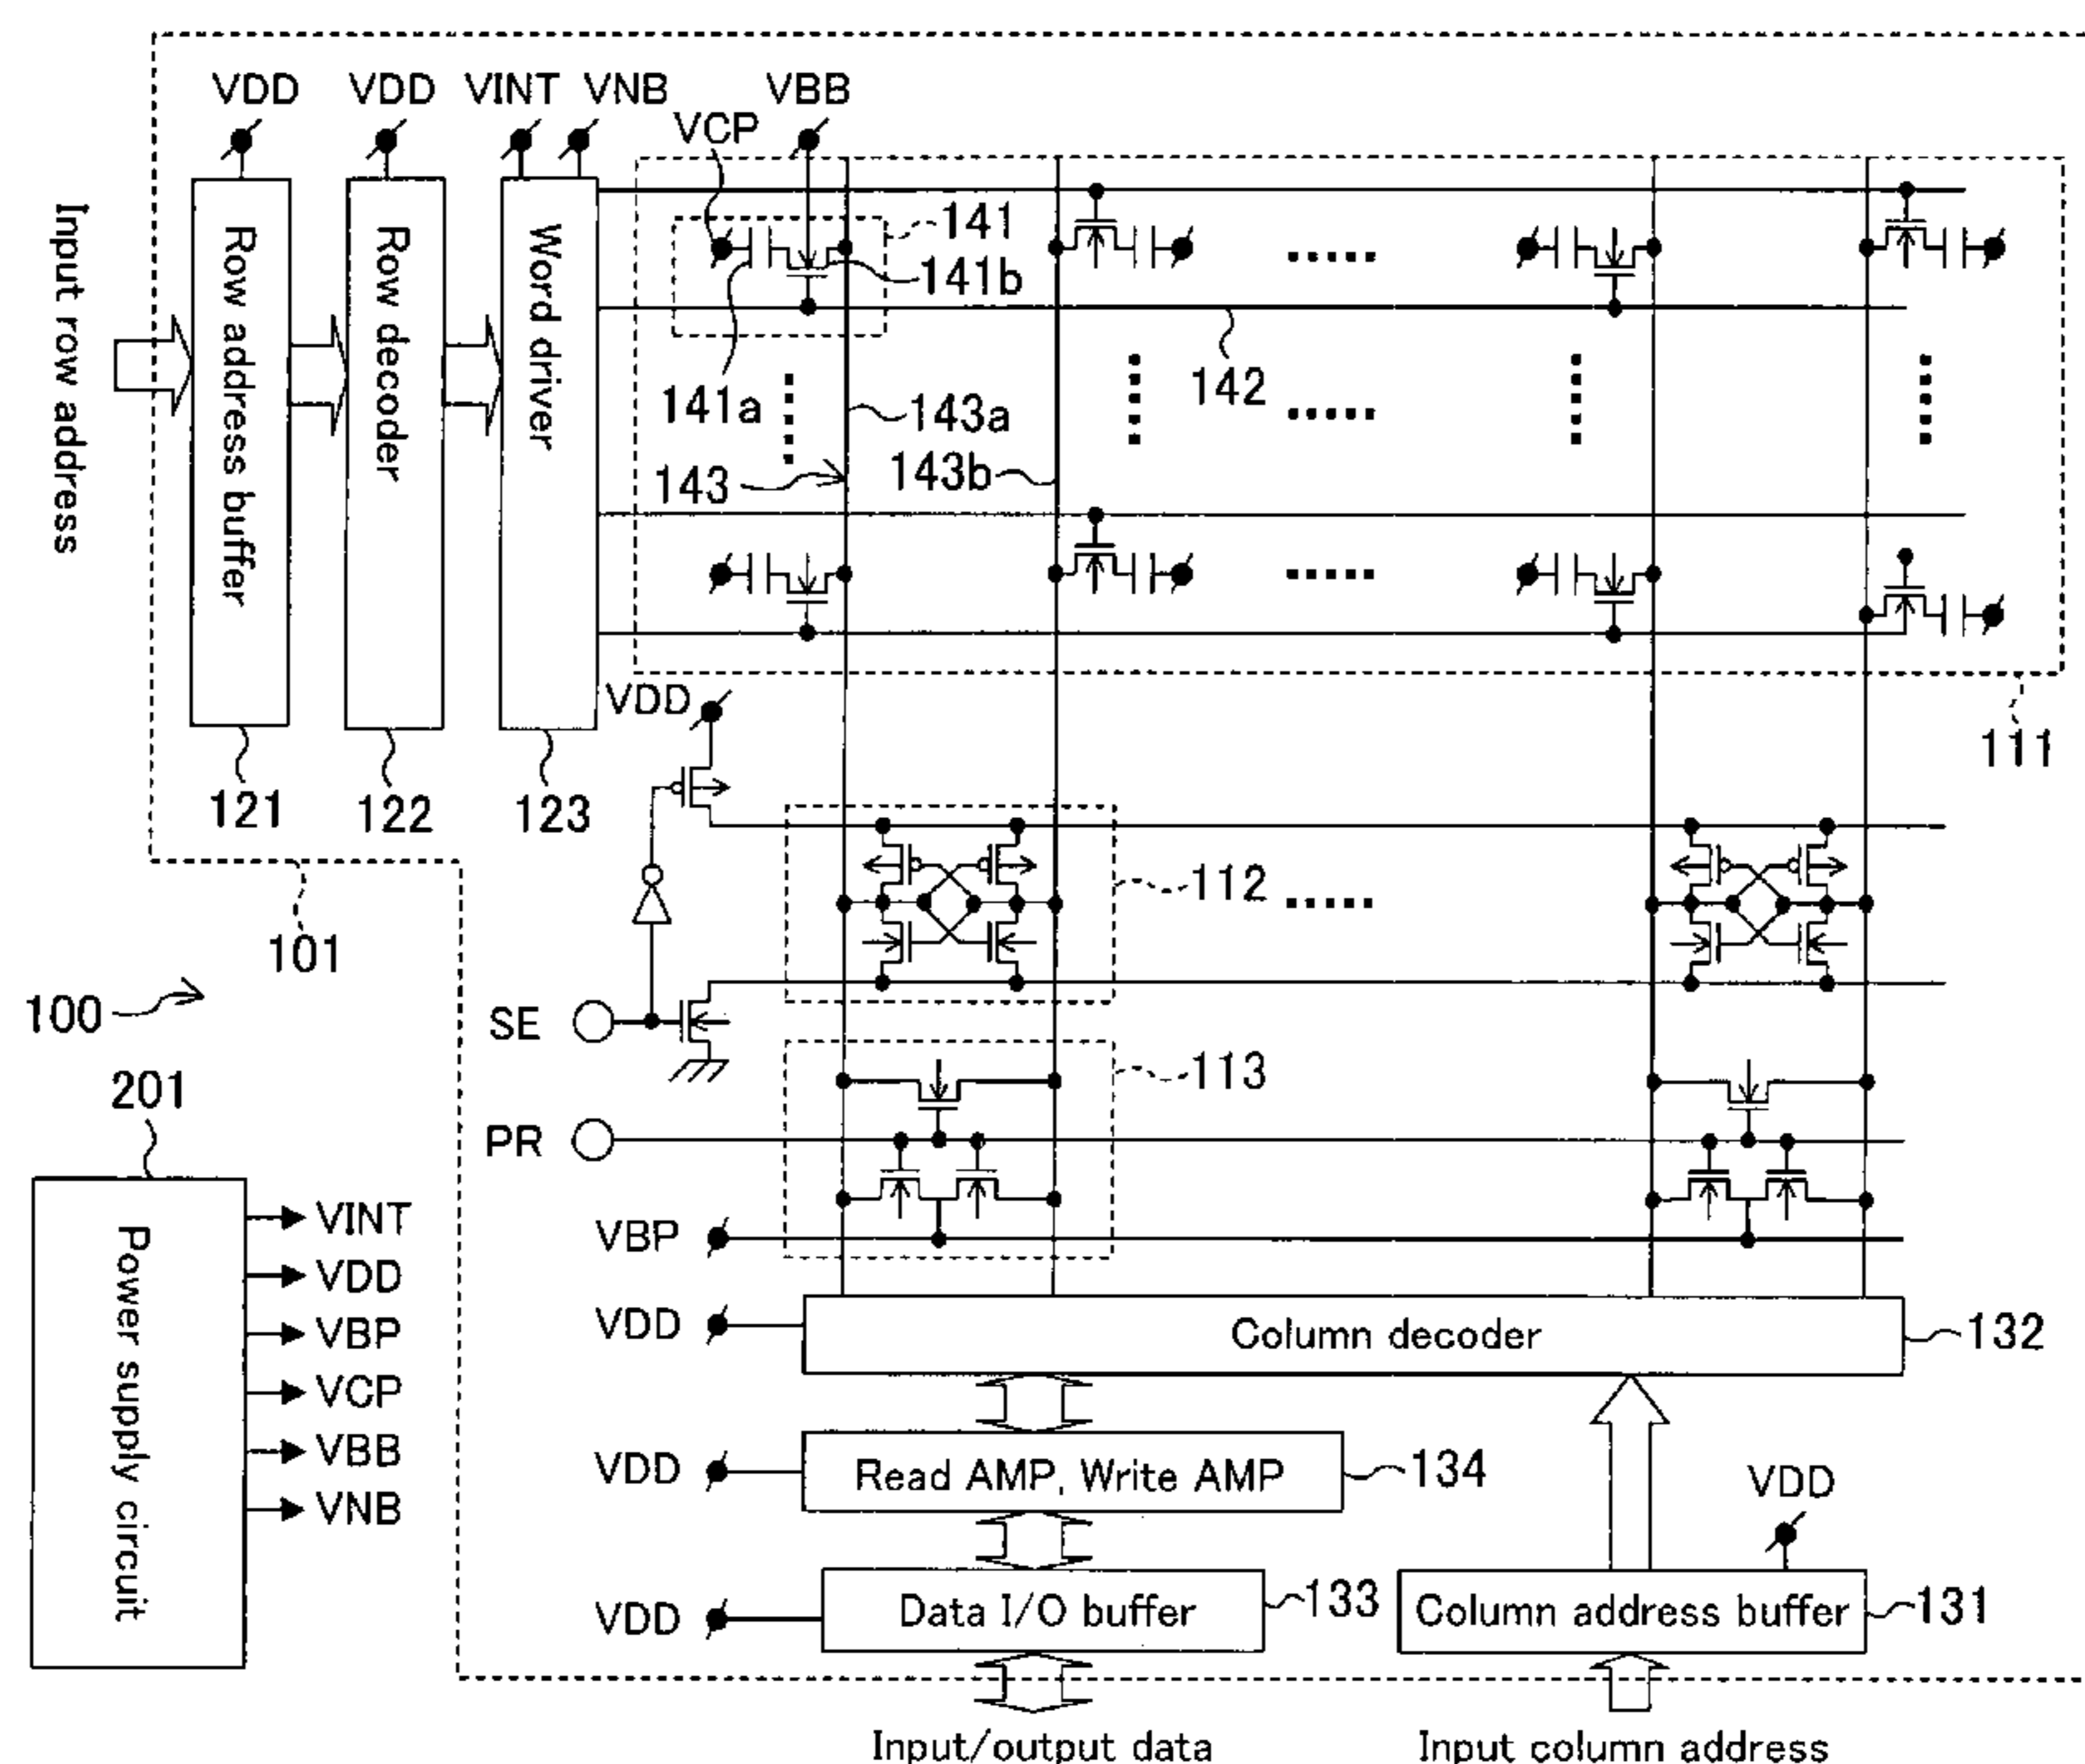 VDD
VDD
VINT
VNB
VBB
VCP
Input row address
Row address buffer
Row decoder
Word driver
141
141b
141a
142
143a
143
143b
111
121
122
123
VDD
112
101
100
SE
113
PR
201
Power supply circuit
VINT
VDD
VBP
VCP
VBB
VNB
VBP
VDD
Column decoder
132
VDD
Read AMP, Write AMP
134
VDD
VDD
Data I/O buffer
133
Column address buffer
131
Input/output data
Input column address